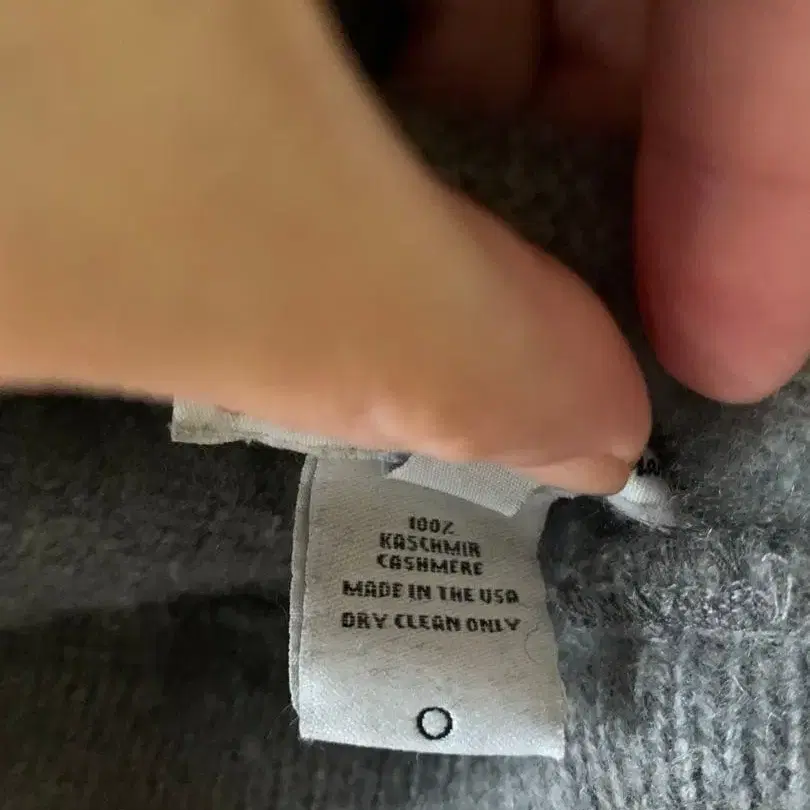 100%
KASCHMIR
CASHMERE
MADE IN THE USA
DRY CLEAN ONLY